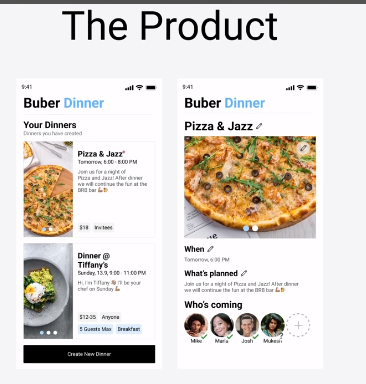 The Product
9:41
Buber Dinner
Your Dinners
Dinners you have created
Pizza & Jazz
Tomorrow, 6:00 - 8:00 PM
Join us for a night of
Pizza and Jazz! After dinner
we will continue the fun at the
BRB bar
$18 Invitees
Dinner @
Tiffany's
Sunday, 13.9, 9:00 - 11:00 PM
Hi, I'm Tiffany I'll be your
chef on Sunday
$12-35 Anyone
5 Guests Max Breakfast
Create New Dinner
9:41
Buber Dinner
Pizza & Jazz
When
Tomorrow, 6:00 PM
What's planned
Join us for a night of Pizza and Jazz! After dinner
we will continue the fun at the BRB bar
Who's coming
Mike
Maria
Josh
Mukesh